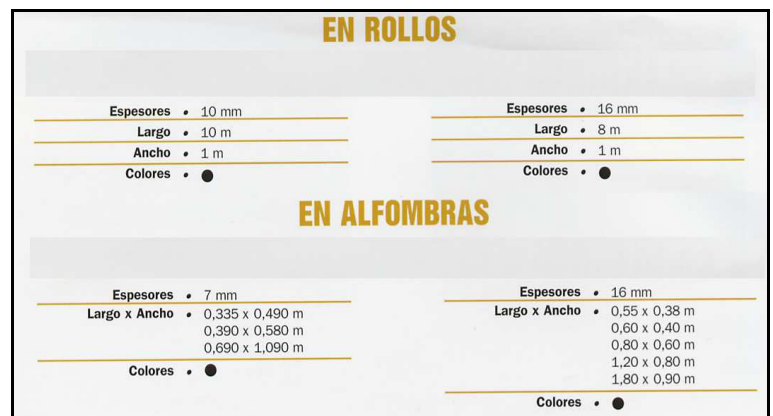 EN ROLLOS
Espesores • 10 mm
Largo • 10 m
Ancho • 1 m
Colores • ●
Espesores • 16 mm
Largo • 8 m
Ancho • 1 m
Colores • ●
EN ALFOMBRAS
Espesores • 7 mm
Largo x Ancho • 0,335 x 0,490 m
0,390 x 0,580 m
0,690 x 1,090 m
Colores • ●
Espesores • 16 mm
Largo x Ancho • 0,55 x 0,38 m
0,60 x 0,40 m
0,80 x 0,60 m
1,20 x 0,80 m
1,80 x 0,90 m
Colores • ●